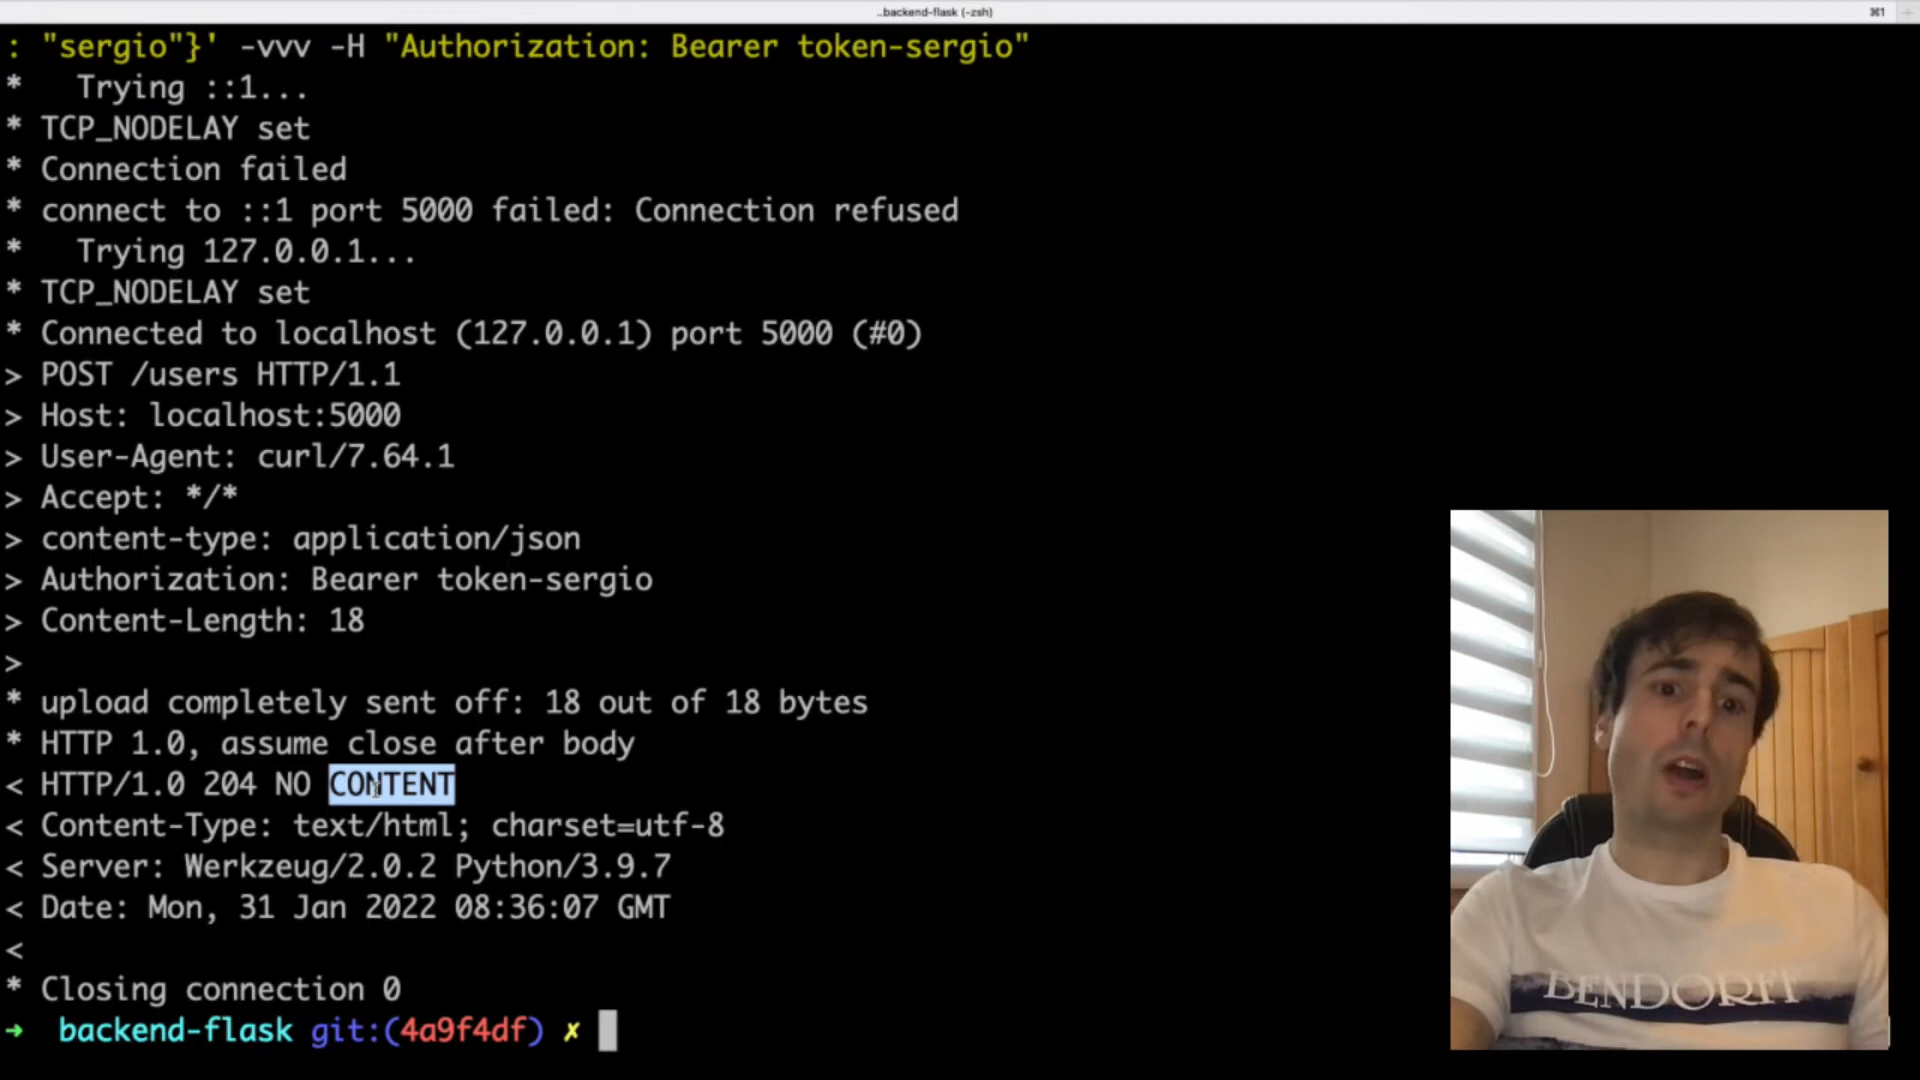 ..backend-flask (-zsh)
⌘1
: "sergio"}' -vvv -H "Authorization: Bearer token-sergio"
*   Trying ::1...
* TCP_NODELAY set
* Connection failed
* connect to ::1 port 5000 failed: Connection refused
*   Trying 127.0.0.1...
* TCP_NODELAY set
* Connected to localhost (127.0.0.1) port 5000 (#0)
> POST /users HTTP/1.1
> Host: localhost:5000
> User-Agent: curl/7.64.1
> Accept: */*
> content-type: application/json
> Authorization: Bearer token-sergio
> Content-Length: 18
>
* upload completely sent off: 18 out of 18 bytes
* HTTP 1.0, assume close after body
< HTTP/1.0 204 NO CONTENT
< Content-Type: text/html; charset=utf-8
< Server: Werkzeug/2.0.2 Python/3.9.7
< Date: Mon, 31 Jan 2022 08:36:07 GMT
<
* Closing connection 0
➜  backend-flask git:(4a9f4df) ✗
BENDORFF